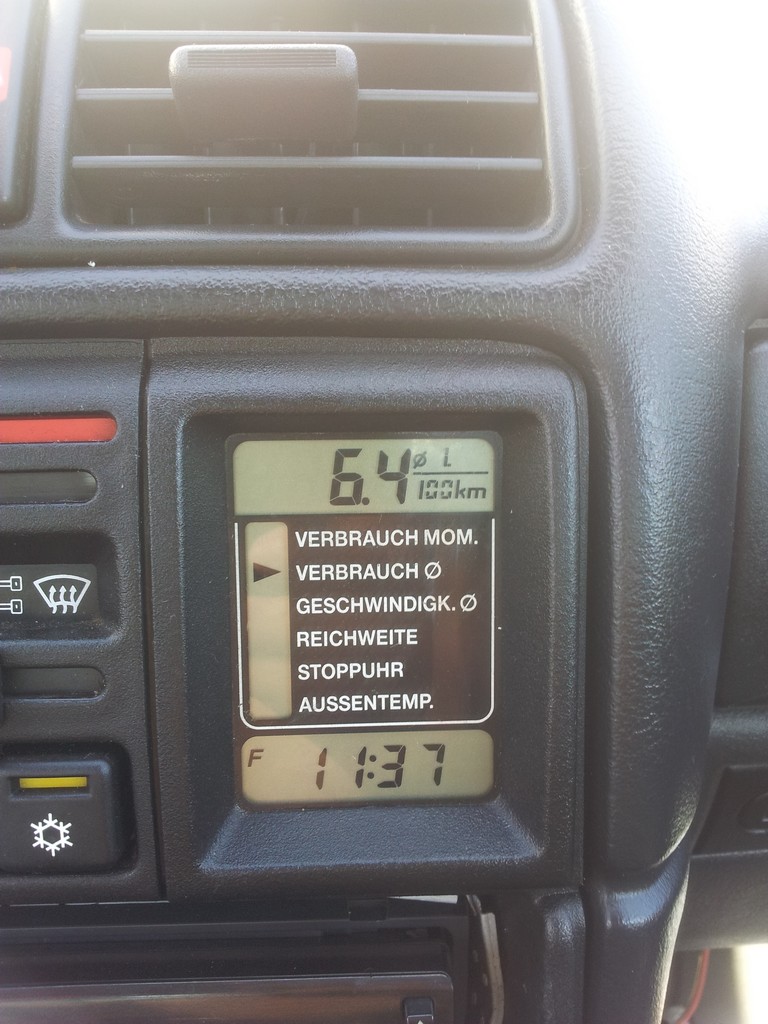 6.4 Ø L
100km
VERBRAUCH MOM.
VERBRAUCH Ø
GESCHWINDIGK. Ø
REICHWEITE
STOPPUHR
AUSSENTEMP.
F 11:37